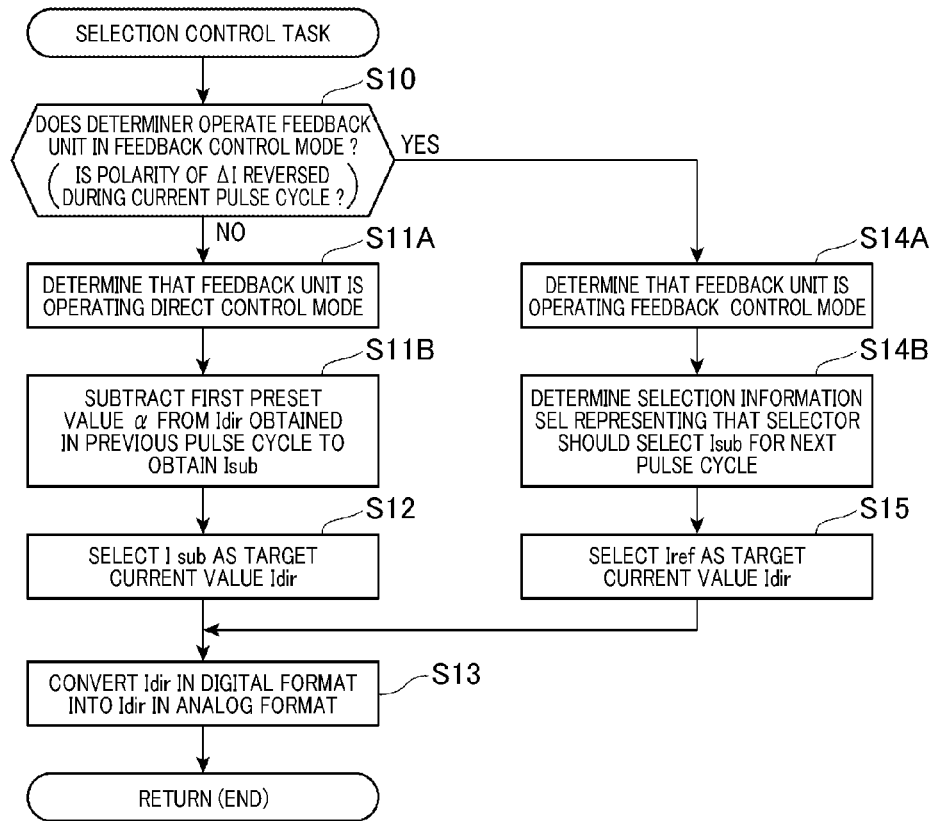 SELECTION CONTROL TASK
S10
DOES DETERMINER OPERATE FEEDBACK
UNIT IN FEEDBACK CONTROL MODE ?
( IS POLARITY OF ΔI REVERSED
DURING CURRENT PULSE CYCLE ? )
YES
NO
S11A
DETERMINE THAT FEEDBACK UNIT IS
OPERATING DIRECT CONTROL MODE
S11B
SUBTRACT FIRST PRESET
VALUE α FROM Idir OBTAINED
IN PREVIOUS PULSE CYCLE TO
OBTAIN Isub
S12
SELECT I sub AS TARGET
CURRENT VALUE Idir
S14A
DETERMINE THAT FEEDBACK UNIT IS
OPERATING FEEDBACK CONTROL MODE
S14B
DETERMINE SELECTION INFORMATION
SEL REPRESENTING THAT SELECTOR
SHOULD SELECT Isub FOR NEXT
PULSE CYCLE
S15
SELECT Iref AS TARGET
CURRENT VALUE Idir
S13
CONVERT Idir IN DIGITAL FORMAT
INTO Idir IN ANALOG FORMAT
RETURN (END)